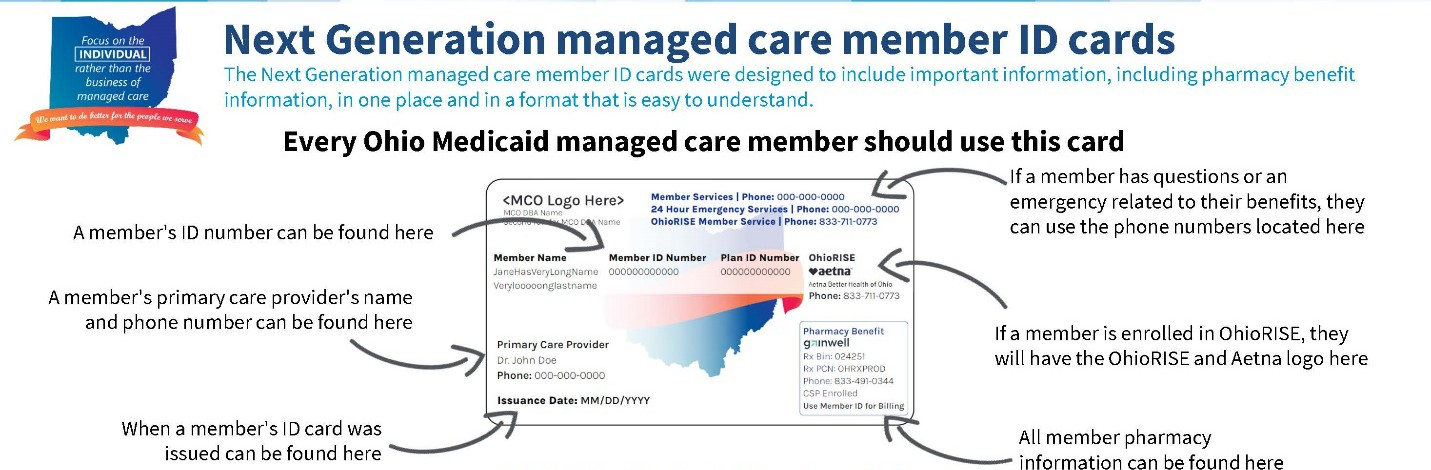 Focus on the
INDIVIDUAL
rather than the
business of
managed care
We want to do better for the people we serve
Next Generation managed care member ID cards
The Next Generation managed care member ID cards were designed to include important information, including pharmacy benefit
information, in one place and in a format that is easy to understand.
Every Ohio Medicaid managed care member should use this card
A member's ID number can be found here
A member's primary care provider's name
and phone number can be found here
When a member's ID card was
issued can be found here
<MCO Logo Here>
MCO DBA Name
MCO DBA Name
Member Services | Phone: 000-000-0000
24 Hour Emergency Services | Phone: 000-000-0000
OhioRISE Member Service | Phone: 833-711-0773
Member Name
JaneHasVeryLongName
Verylooooonglastname
Member ID Number
000000000000
Plan ID Number
000000000000
OhioRISE
aetna
Aetna Better Health of Ohio
Phone: 833-711-0773
Primary Care Provider
Dr. John Doe
Phone: 000-000-0000
Issuance Date: MM/DD/YYYY
Pharmacy Benefit
gainwell
Rx Bin: 024251
Rx PCN: OHRXPROD
Phone: 833-491-0344
CSP Enrolled
Use Member ID for Billing
If a member has questions or an
emergency related to their benefits, they
can use the phone numbers located here
If a member is enrolled in OhioRISE, they
will have the OhioRISE and Aetna logo here
All member pharmacy
information can be found here